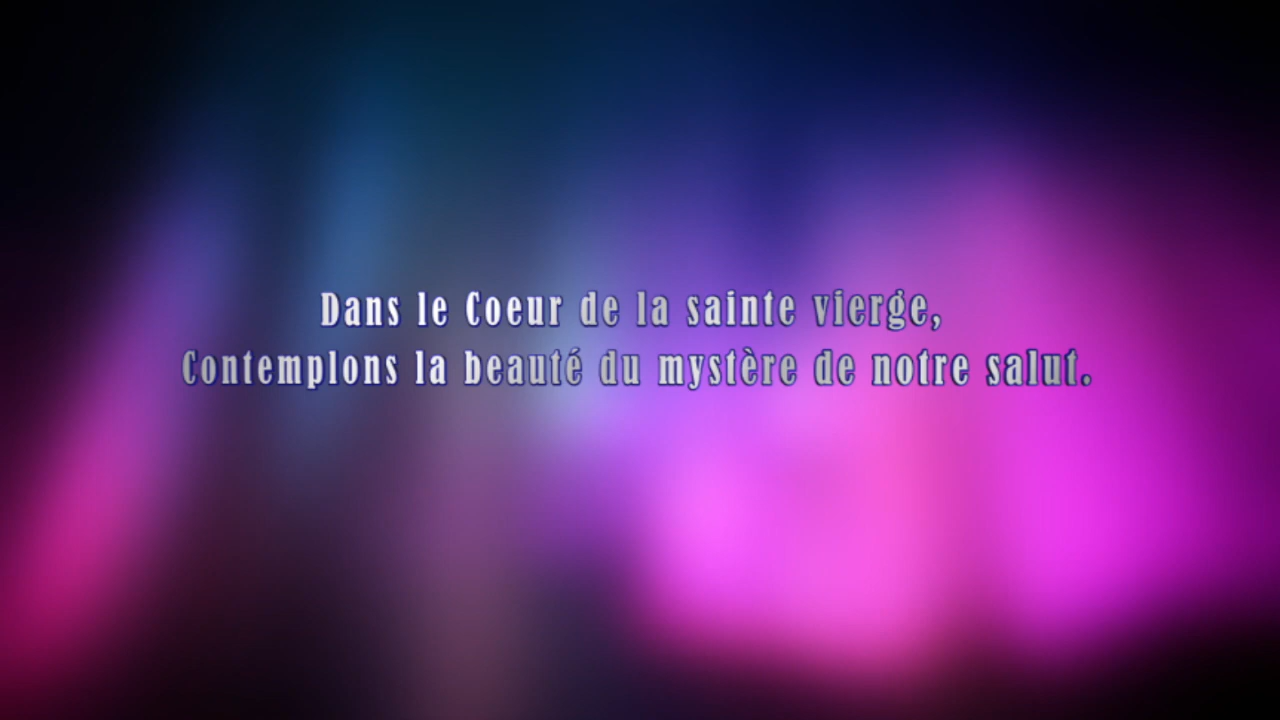 Dans le Coeur de la sainte vierge,
Contemplons la beauté du mystère de notre salut.